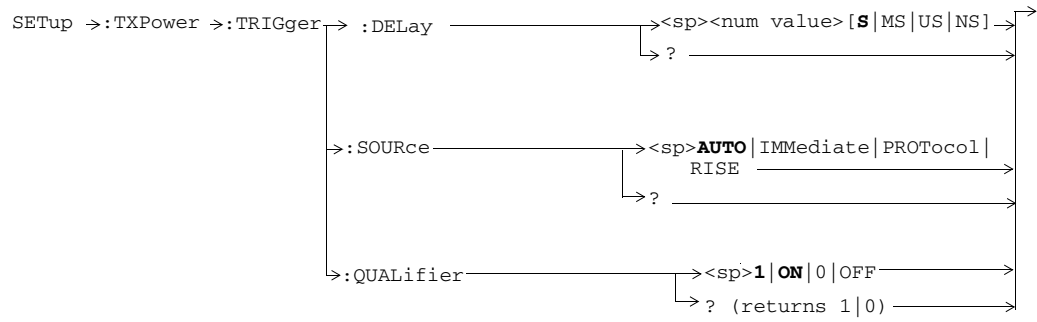 SETup :TXPower :TRIGger :DELay <sp><num value>[S|MS|US|NS]
?
:SOURce <sp>AUTO|IMMediate|PROTocol|
RISE
?
:QUALifier <sp>1|ON|0|OFF
? (returns 1|0)